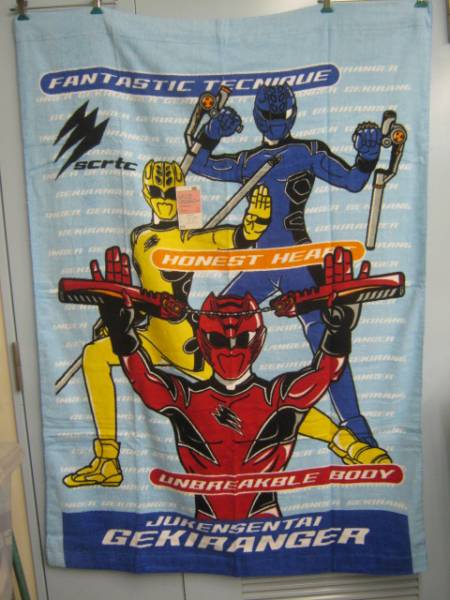 FANTASTIC TECNIQUE
scrtc
HONEST HEART
UNBREAKBLE BODY
JUKENSENTAI
GEKIRANGER